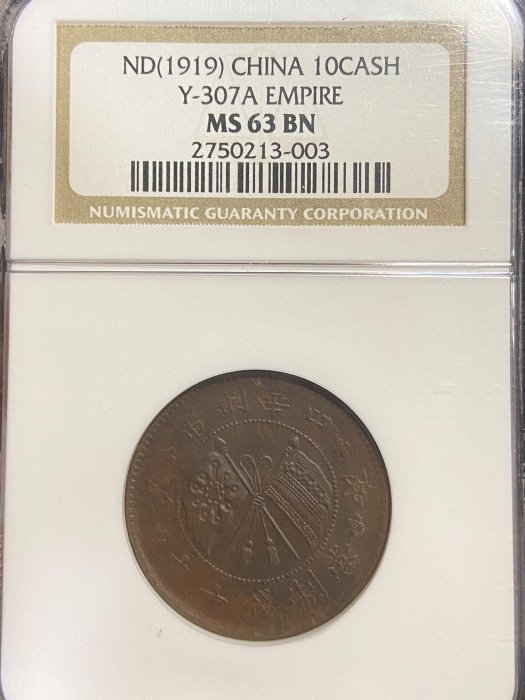 ND(1919) CHINA 10CASH
Y-307A EMPIRE
MS 63 BN
2750213-003
NUMISMATIC GUARANTY CORPORATION